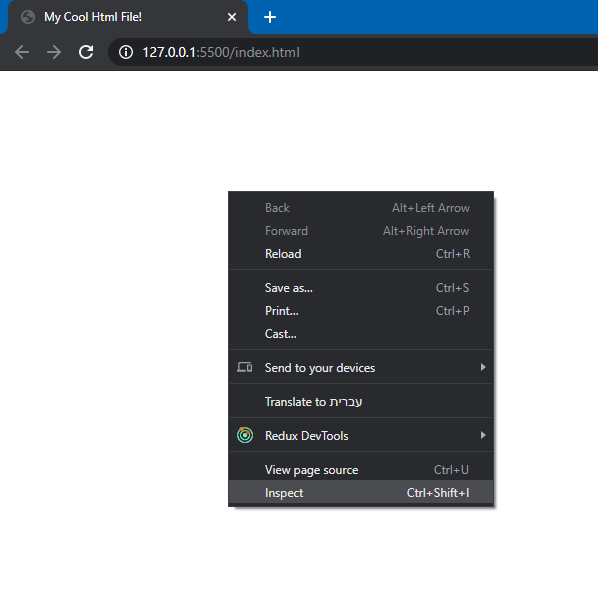 My Cool Html File!
127.0.0.1:5500/index.html
Back Alt+Left Arrow
Forward Alt+Right Arrow
Reload Ctrl+R
Save as... Ctrl+S
Print... Ctrl+P
Cast...
Send to your devices
Translate to עברית
Redux DevTools
View page source Ctrl+U
Inspect Ctrl+Shift+I